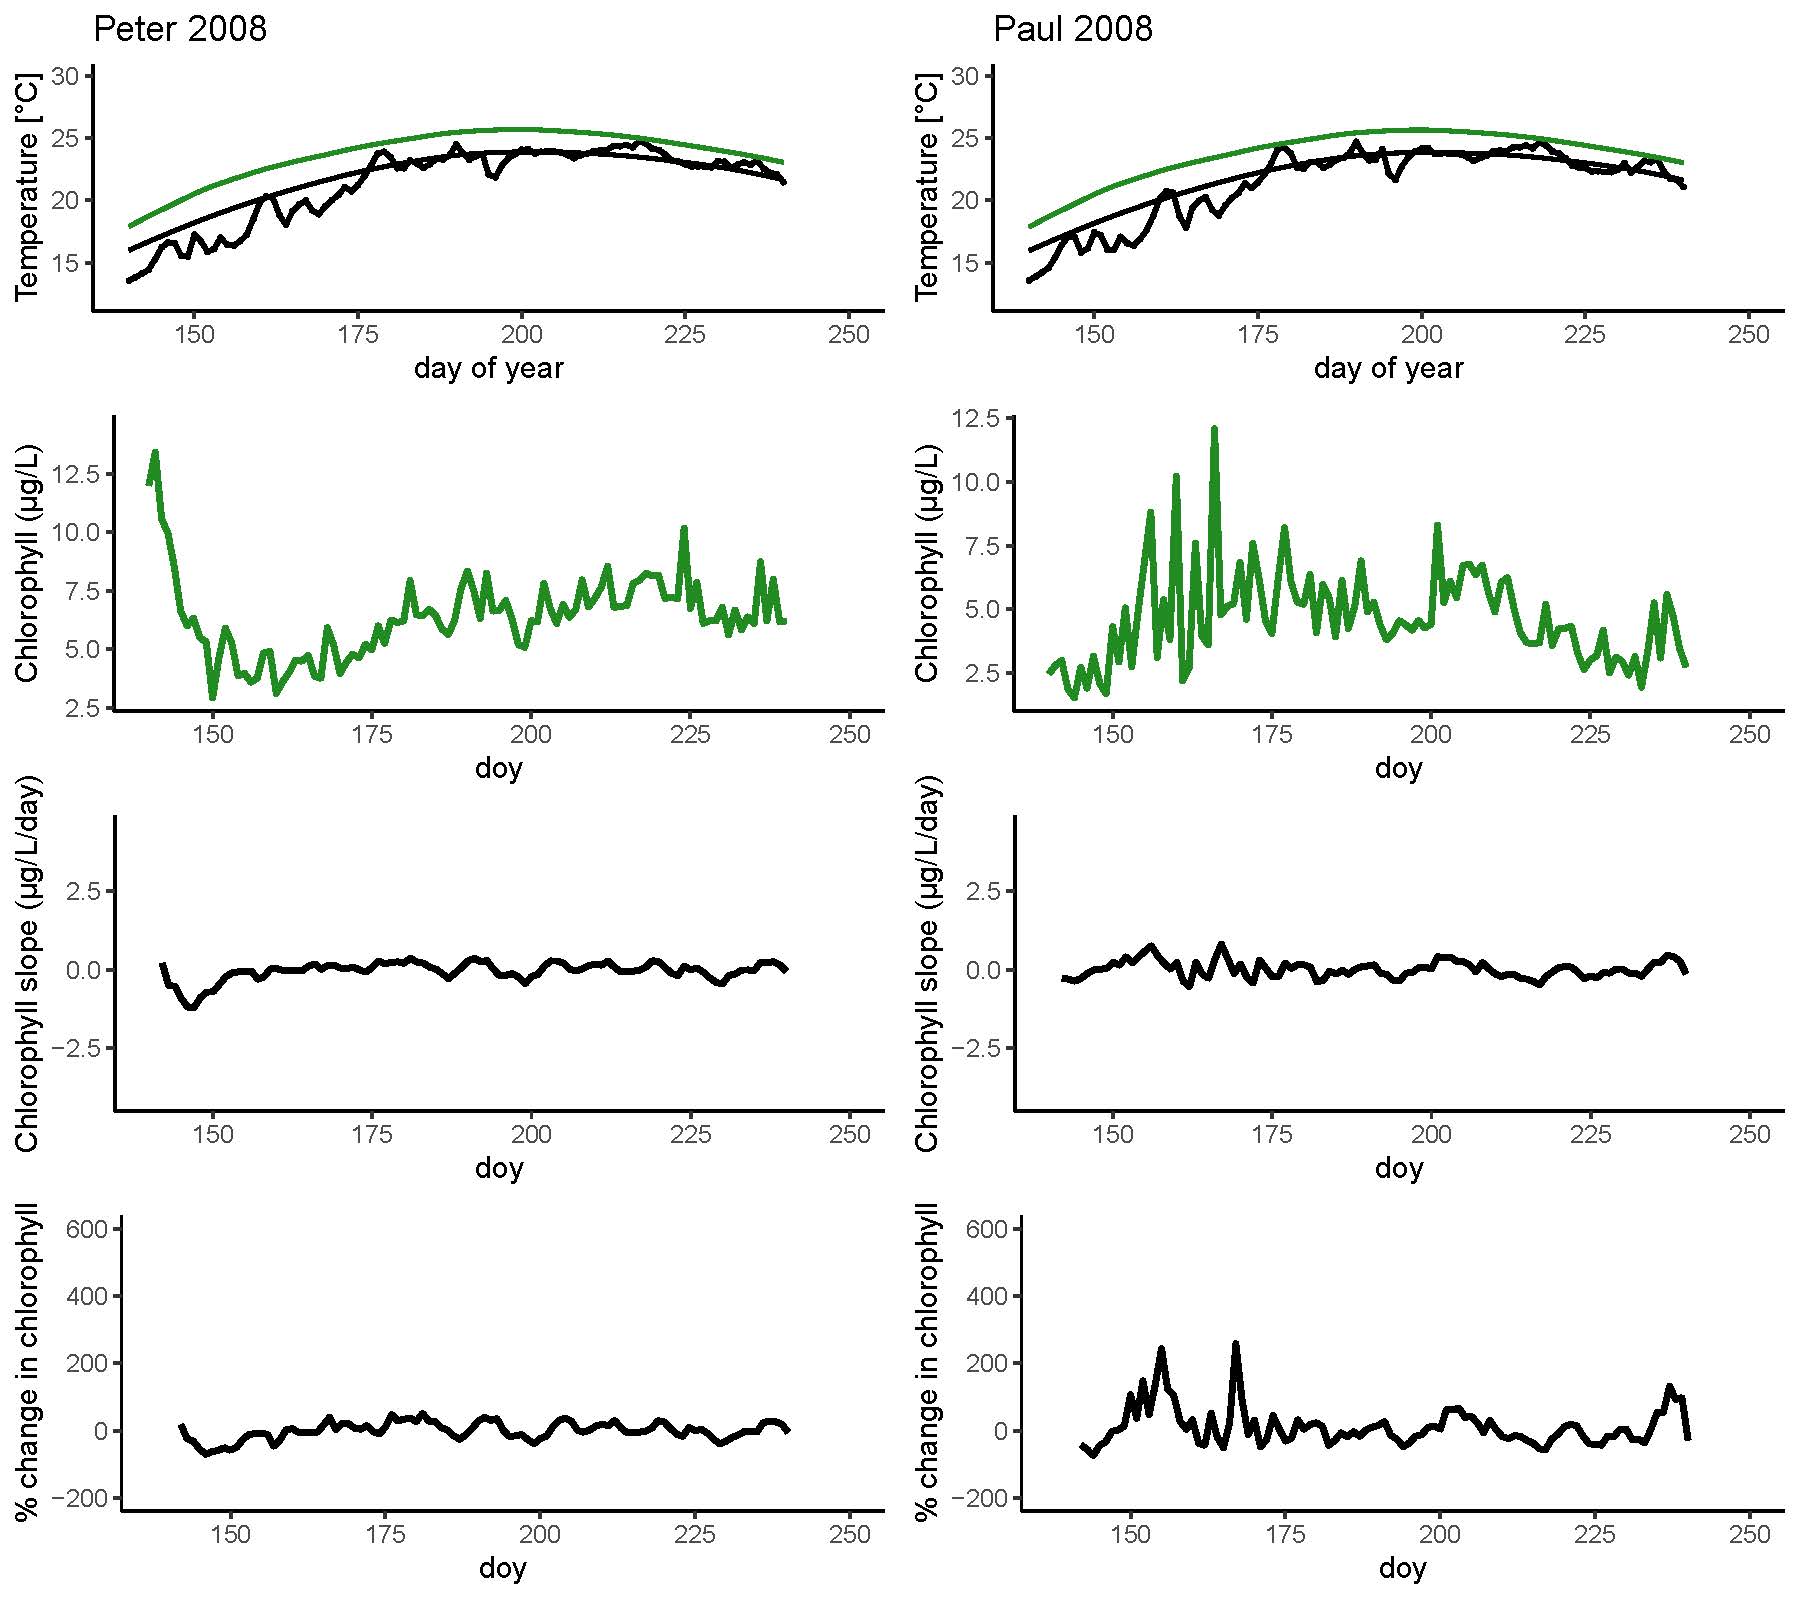 Peter 2008
Temperature [°C]
30
25
20
15
150 175 200 225 250
day of year
Paul 2008
Temperature [°C]
30
25
20
15
150 175 200 225 250
day of year
Chlorophyll (µg/L)
12.5
10.0
7.5
5.0
2.5
150 175 200 225 250
doy
Chlorophyll (µg/L)
12.5
10.0
7.5
5.0
2.5
150 175 200 225 250
doy
Chlorophyll slope (µg/L/day)
2.5
0.0
−2.5
150 175 200 225 250
doy
Chlorophyll slope (µg/L/day)
2.5
0.0
−2.5
150 175 200 225 250
doy
% change in chlorophyll
600
400
200
0
−200
150 175 200 225 250
doy
% change in chlorophyll
600
400
200
0
−200
150 175 200 225 250
doy